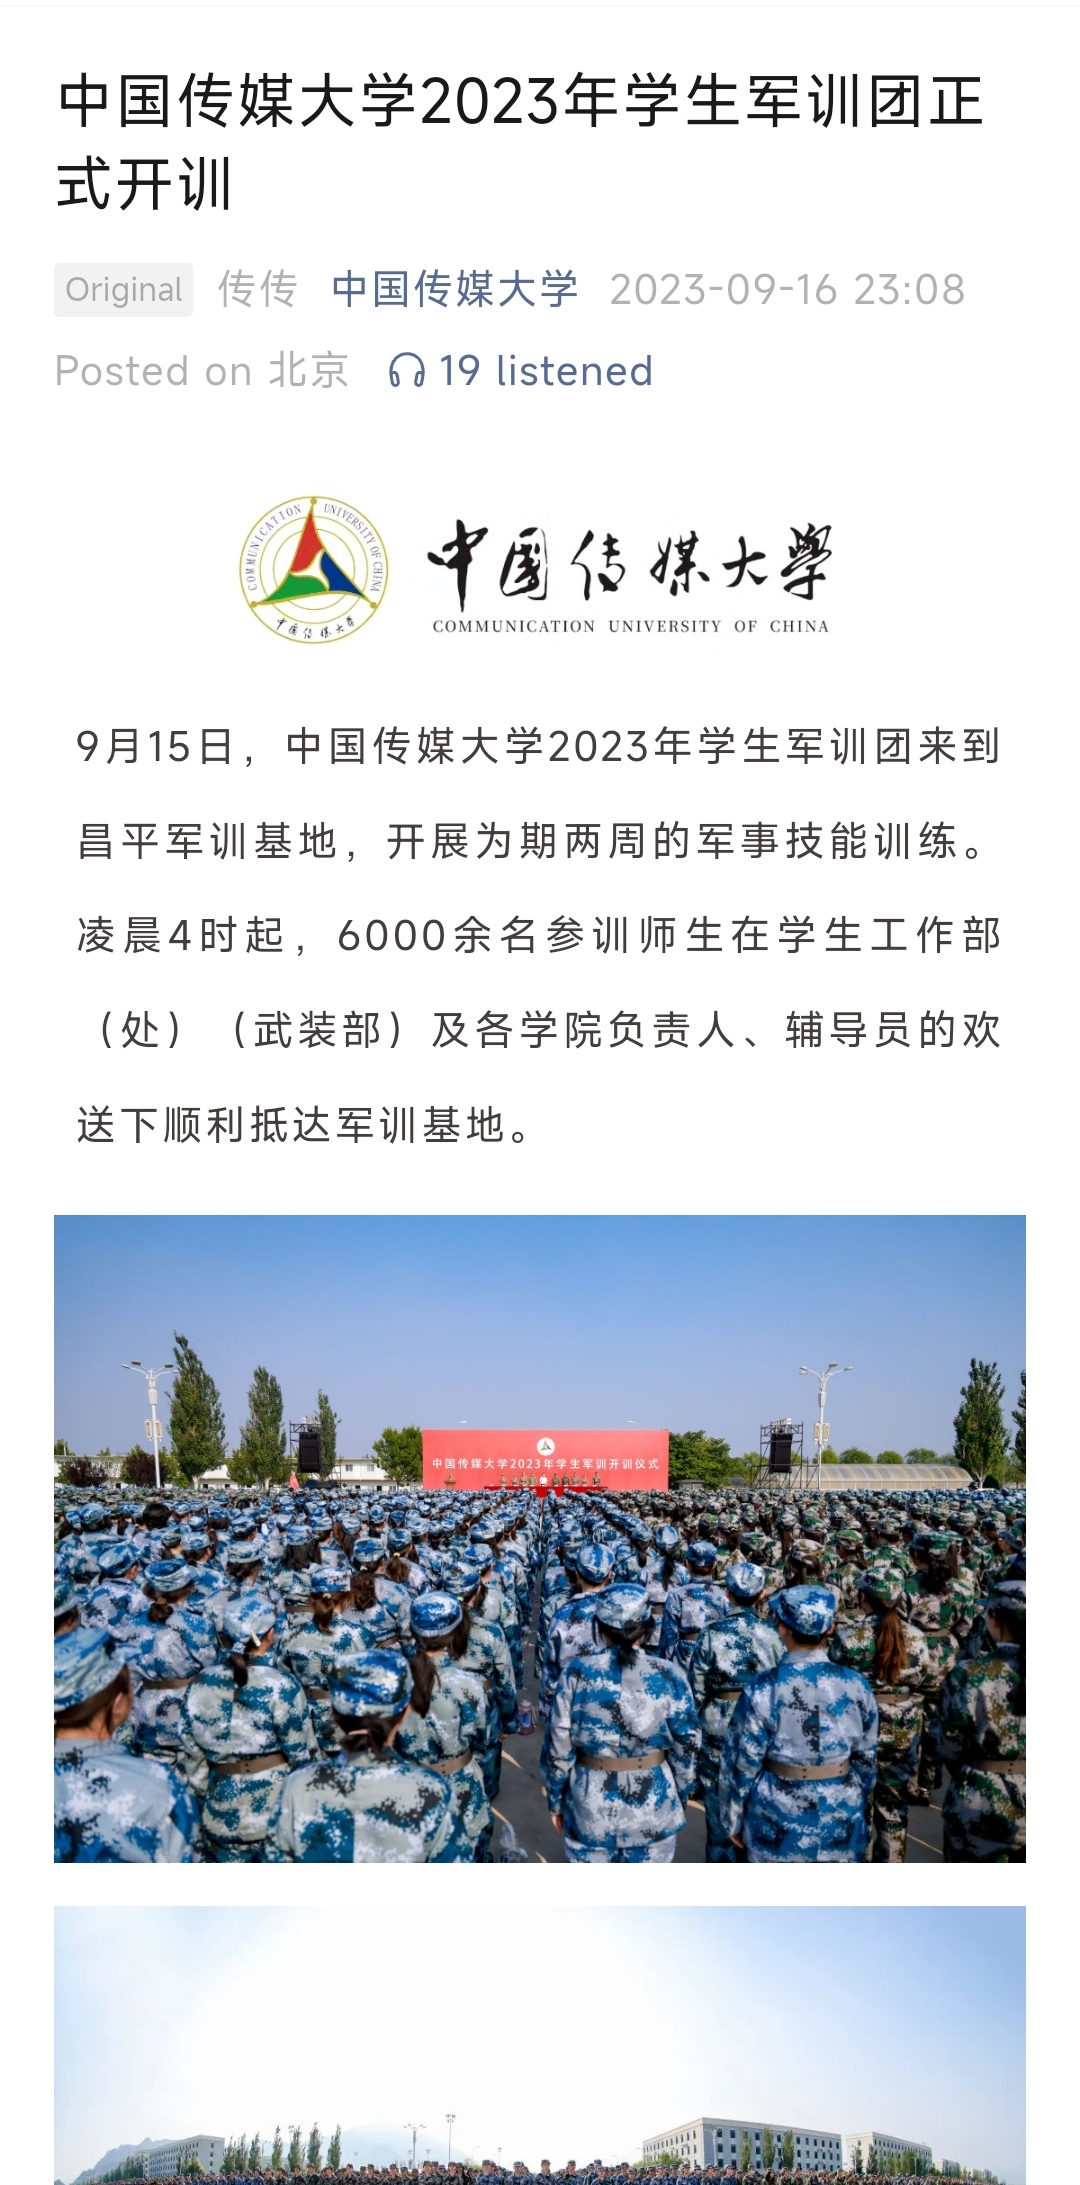 中国传媒大学2023年学生军训团正
式开训
Original 传传 中国传媒大学 2023-09-16 23:08
Posted on 北京 19 listened
COMMUNICATION UNIVERSITY OF CHINA
中国传媒大学
中国传媒大學
COMMUNICATION UNIVERSITY OF CHINA
9月15日，中国传媒大学2023年学生军训团来到
昌平军训基地，开展为期两周的军事技能训练。
凌晨4时起，6000余名参训师生在学生工作部
（处）（武装部）及各学院负责人、辅导员的欢
送下顺利抵达军训基地。
中国传媒大学2023年学生军训开训仪式